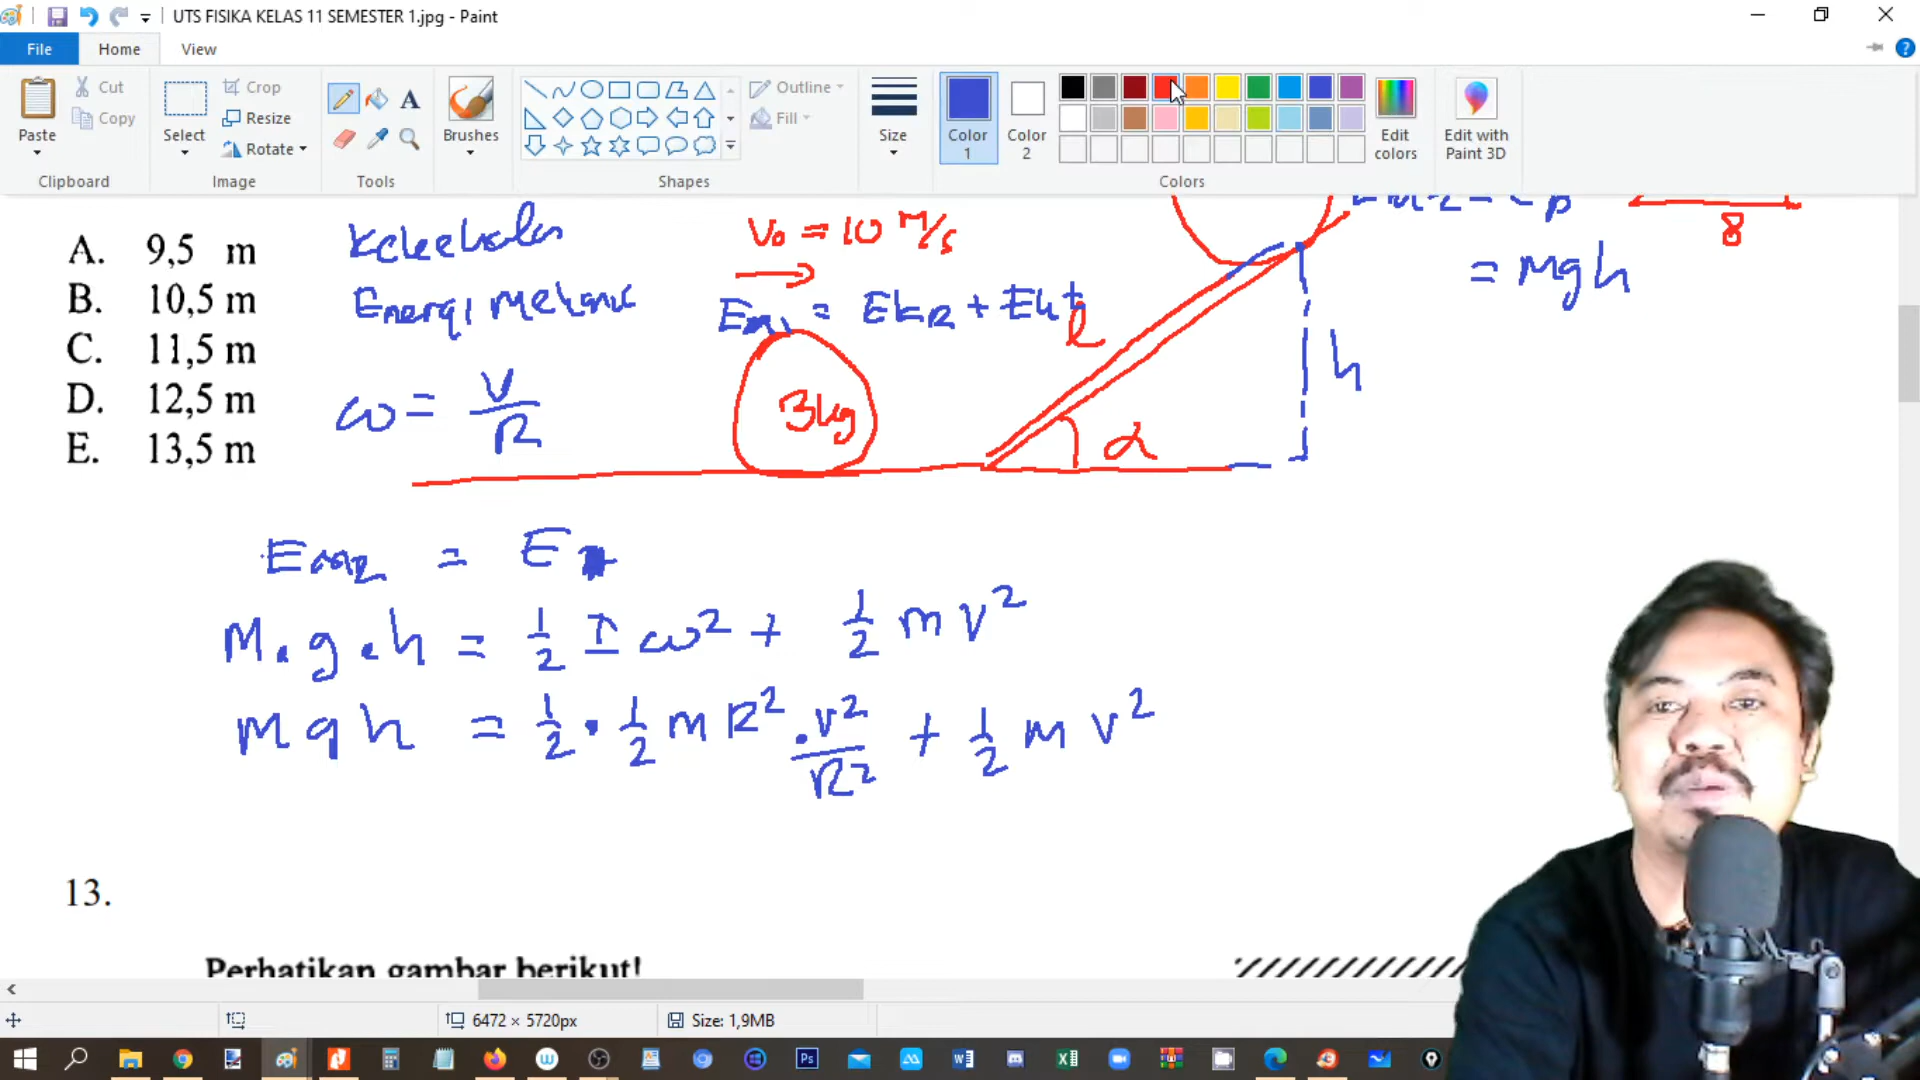 UTS FISIKA KELAS 11 SEMESTER 1.jpg - Paint
File Home View
Paste
Cut
Copy
Clipboard
Select
Crop
Resize
Rotate
Image
Tools
Brushes
Shapes
Outline
Fill
Size
Color 1
Color 2
Edit colors
Edit with Paint 3D
Colors
A. 9,5 m
B. 10,5 m
C. 11,5 m
D. 12,5 m
E. 13,5 m
Energi Mekanik
ω = V/R
V₀ = 10 m/s
Em₁ = EkR + Ekt
3kg
l
α
h
= mgh
8
Em₂ = E
M.g.h = 1/2 I ω² + 1/2 m v²
mgh = 1/2 . 1/2 m R² . v²/R² + 1/2 m v²
13.
Perhatikan gambar berikut!
6472 × 5720px
Size: 1,9MB